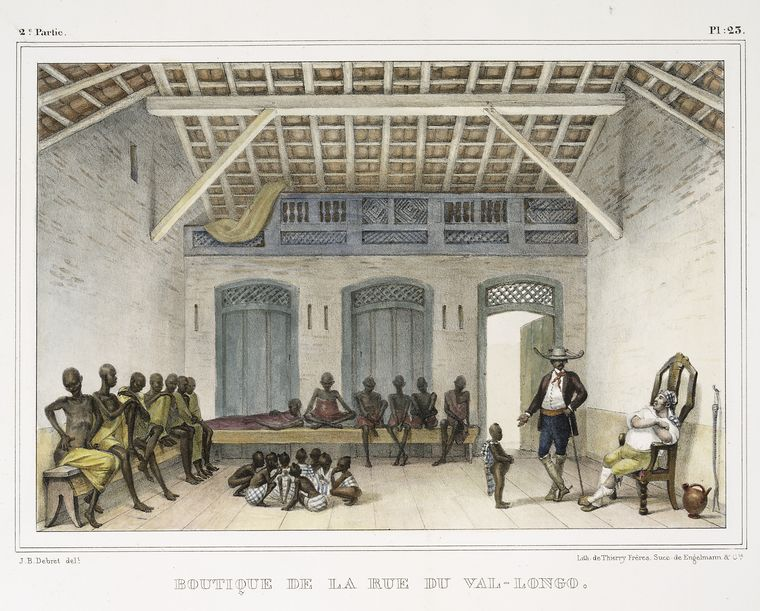 2.e Partie.
Pl: 23.
J. B. Debret del.t
Lith. de Thierry Frères, Succ. de Engelmann & C.ie
BOUTIQUE DE LA RUE DU VAL-LONGO.